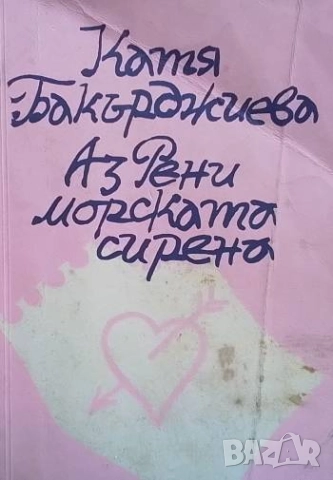 Катя
Бакърджиева
Аз Рени
морската
сирена
BAZAR